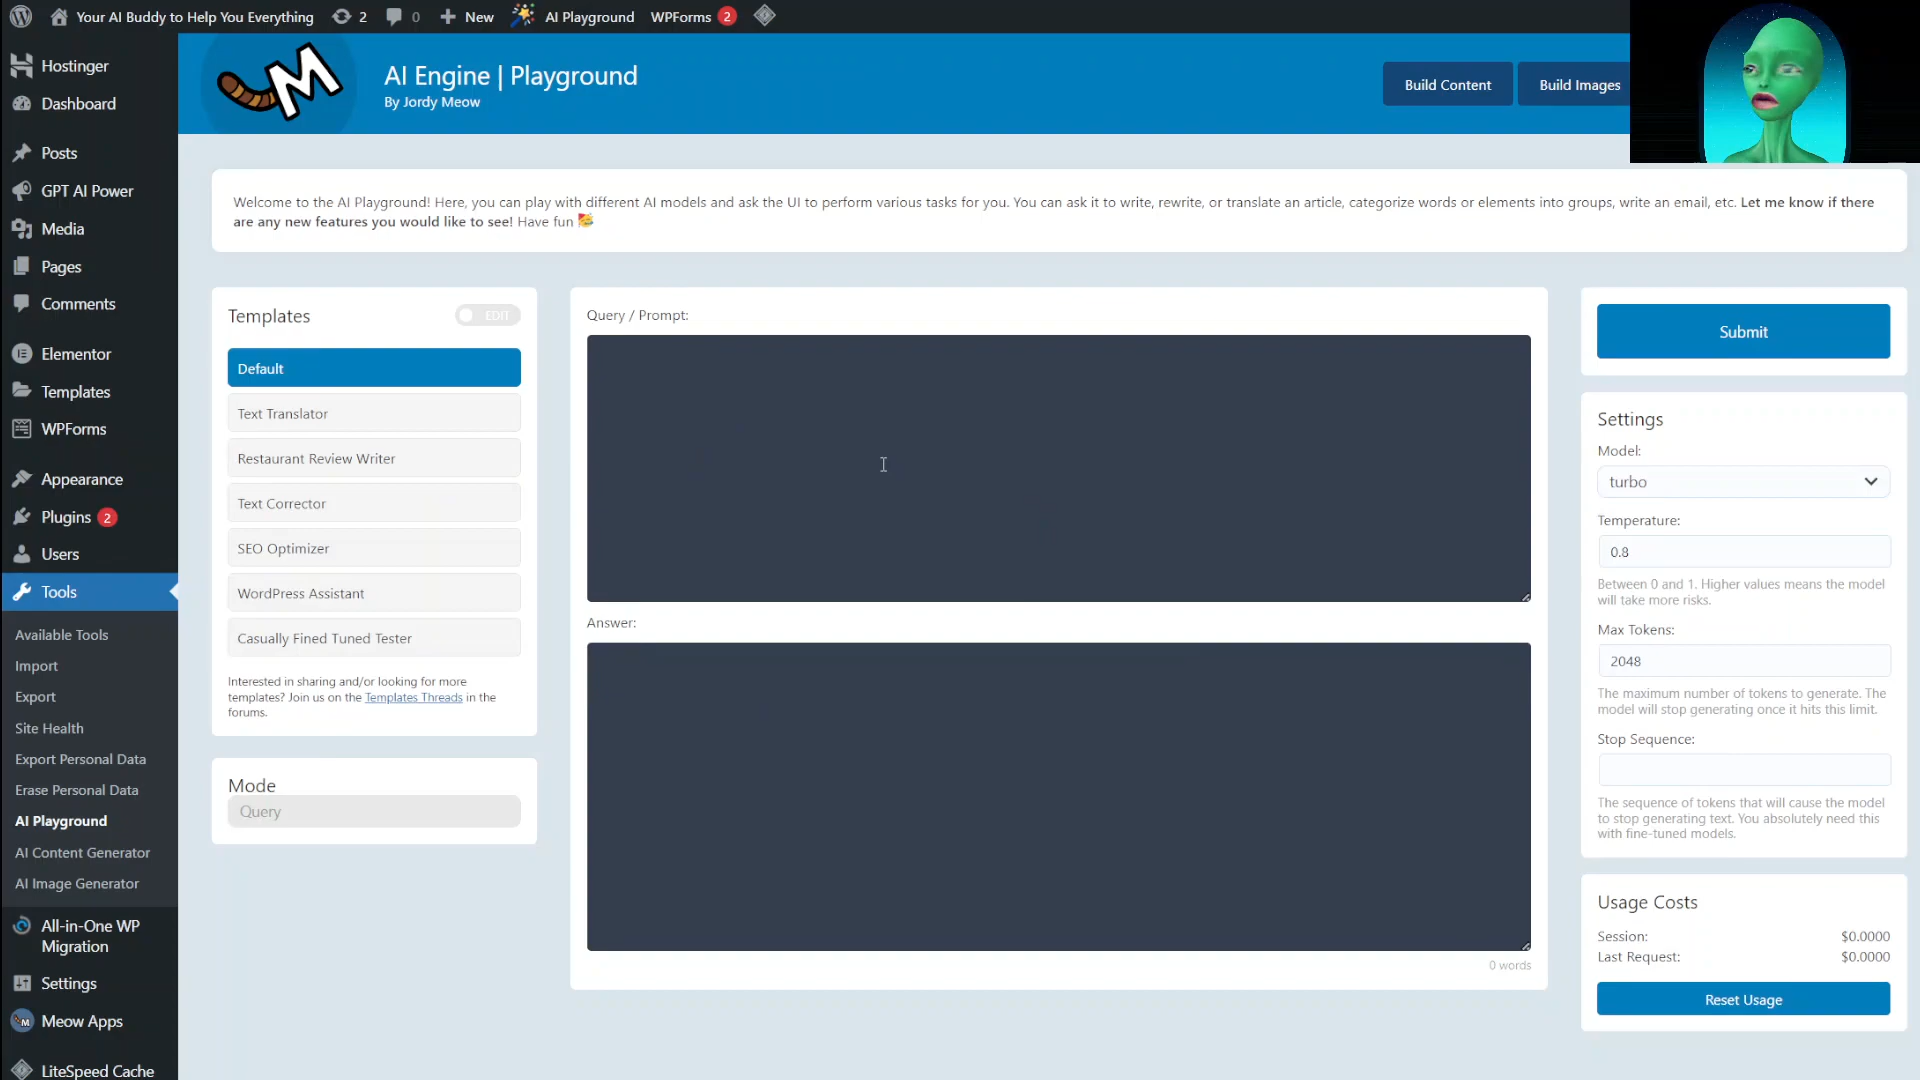 Your AI Buddy to Help You Everything
2
0
New
AI Playground
WPForms
2
Hostinger
Dashboard
Posts
GPT AI Power
Media
Pages
Comments
Elementor
Templates
WPForms
Appearance
Plugins
2
Users
Tools
Available Tools
Import
Export
Site Health
Export Personal Data
Erase Personal Data
AI Playground
AI Content Generator
AI Image Generator
All-in-One WP
Migration
Settings
Meow Apps
LiteSpeed Cache
M
AI Engine | Playground
By Jordy Meow
Build Content
Build Images
Welcome to the AI Playground! Here, you can play with different AI models and ask the UI to perform various tasks for you. You can ask it to write, rewrite, or translate an article, categorize words or elements into groups, write an email, etc. Let me know if there
are any new features you would like to see! Have fun 🥳
Templates
EDIT
Default
Text Translator
Restaurant Review Writer
Text Corrector
SEO Optimizer
WordPress Assistant
Casually Fined Tuned Tester
Interested in sharing and/or looking for more
templates? Join us on the Templates Threads in the
forums.
Mode
Query
Query / Prompt:
Answer:
0 words
Submit
Settings
Model:
turbo
Temperature:
0.8
Between 0 and 1. Higher values means the model
will take more risks.
Max Tokens:
2048
The maximum number of tokens to generate. The
model will stop generating once it hits this limit.
Stop Sequence:
The sequence of tokens that will cause the model
to stop generating text. You absolutely need this
with fine-tuned models.
Usage Costs
Session:
$0.0000
Last Request:
$0.0000
Reset Usage